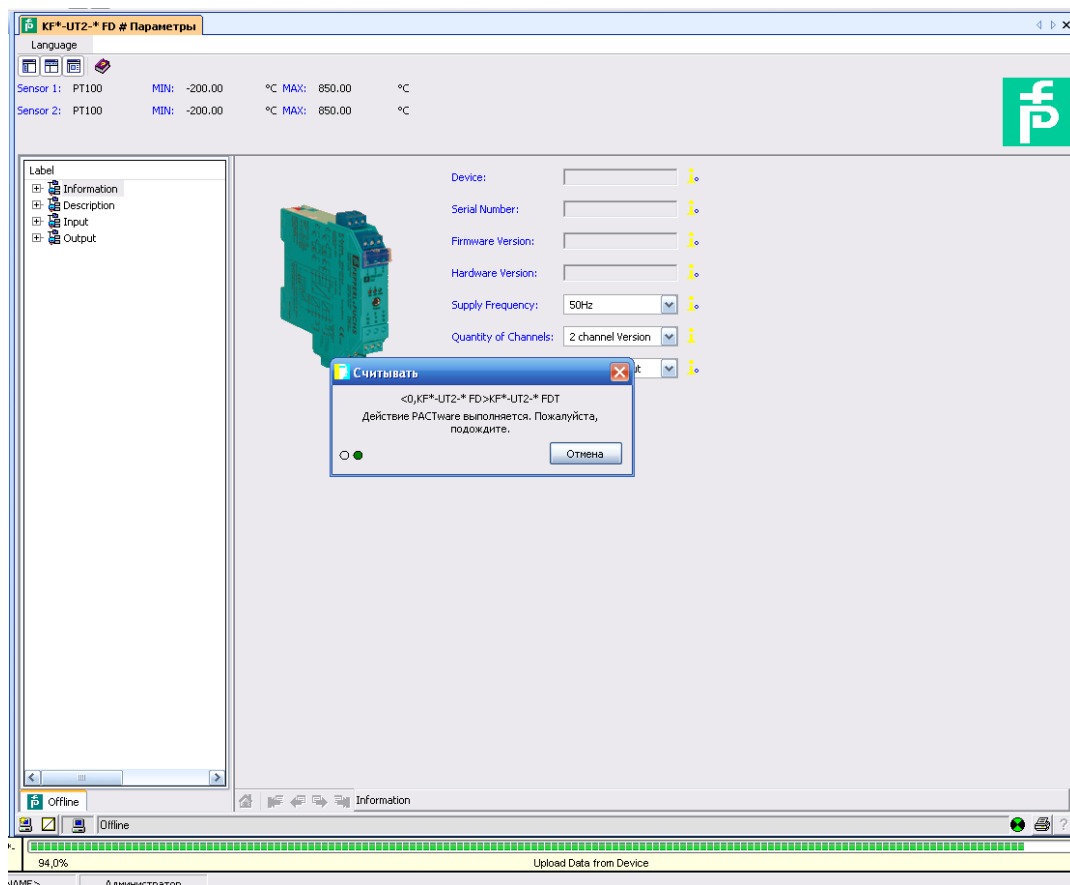 KF*-UT2-* FD # Параметры
Language
Sensor 1: PT100 MIN: -200.00 °C MAX: 850.00 °C
Sensor 2: PT100 MIN: -200.00 °C MAX: 850.00 °C
Label
Information
Description
Input
Output
Device:
Serial Number:
Firmware Version:
Hardware Version:
Supply Frequency: 50Hz
Quantity of Channels: 2 channel Version
Считывать
<0,KF*-UT2-* FD>KF*-UT2-* FDT
Действие PACTware выполняется. Пожалуйста,
подождите.
Отмена
Offline
Information
Offline
94,0% Upload Data from Device
Администратор